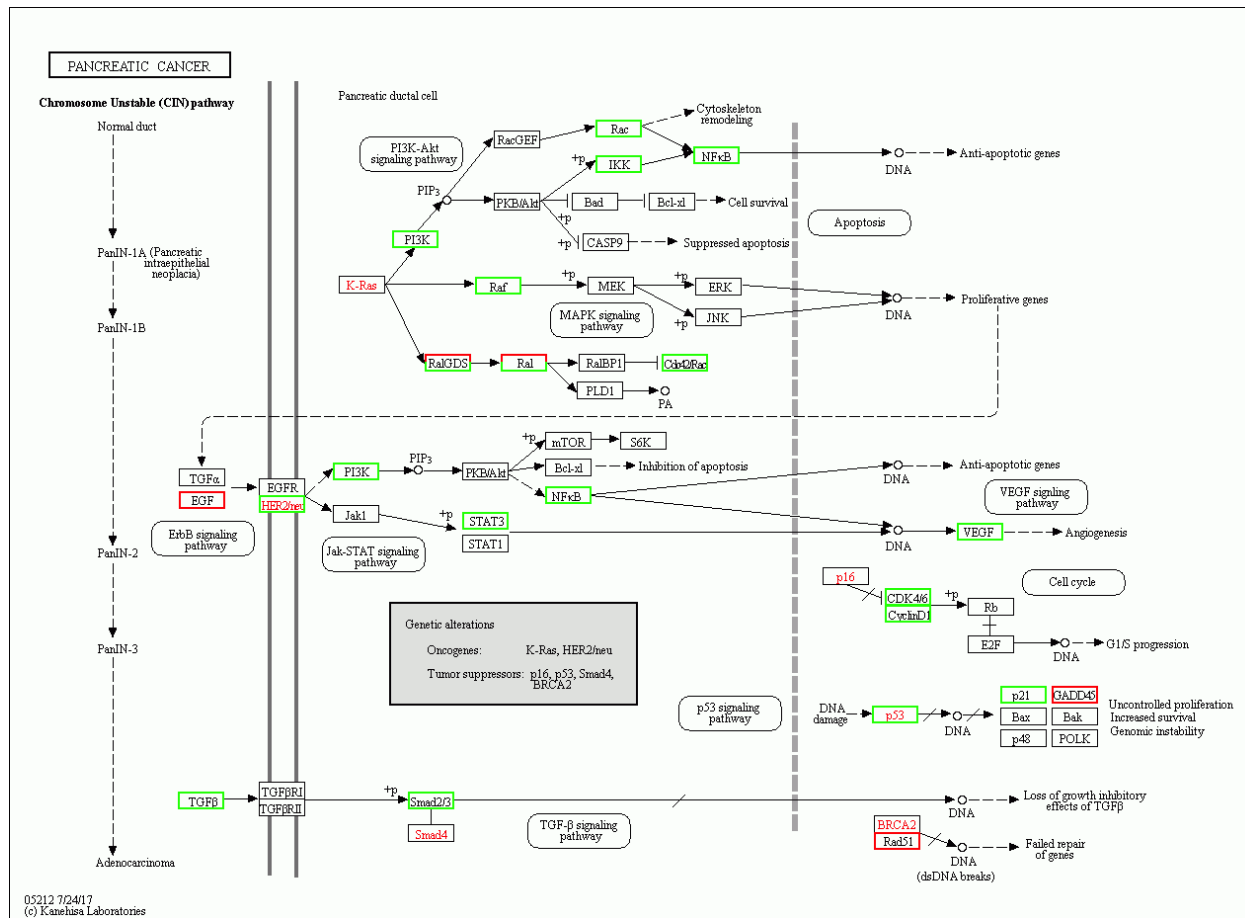 PANCREATIC CANCER
Chromosome Unstable (CIN) pathway
Normal duct
PanIN-1A (Pancreatic
intraepithelial
neoplacia)
PanIN-1B
PanIN-2
PanIN-3
Adenocarcinoma
Pancreatic ductal cell
PI3K-Akt
signaling pathway
RacGEF
Rac
Cytoskeleton
remodeling
+p
IKK
NFκB
DNA
Anti-apoptotic genes
PIP3
PKB/Akt
Bad
Bcl-xl
Cell survival
+p
+p
CASP9
Suppressed apoptosis
Apoptosis
PI3K
K-Ras
Raf
+p
MEK
+p
ERK
+p
JNK
DNA
Proliferative genes
MAPK signaling
pathway
RalGDS
Ral
RalBP1
Cdc42/Rac
PLD1
PA
TGFα
EGF
EGFR
HER2/neu
ErbB signaling
pathway
PI3K
PIP3
PKB/Akt
+p
mTOR
S6K
Bcl-xl
Inhibition of apoptosis
NFκB
DNA
Anti-apoptotic genes
VEGF signling
pathway
Jak1
+p
STAT3
STAT1
DNA
VEGF
Angiogenesis
Jak-STAT signaling
pathway
p16
CDK4/6
CyclinD1
+p
Rb
E2F
DNA
G1/S progression
Cell cycle
Genetic alterations
Oncogenes: K-Ras, HER2/neu
Tumor suppressors: p16, p53, Smad4,
BRCA2
p53 signaling
pathway
DNA
damage
p53
DNA
p21
GADD45
Bax
Bak
p48
POLK
Uncontrolled proliferation
Increased survival
Genomic instability
TGFβ
TGFβRI
TGFβRII
+p
Smad2/3
Smad4
TGF-β signaling
pathway
DNA
Loss of growth inhibitory
effects of TGFβ
BRCA2
Rad51
DNA
(dsDNA breaks)
Failed repair
of genes
05212 7/24/17
(c) Kanehisa Laboratories